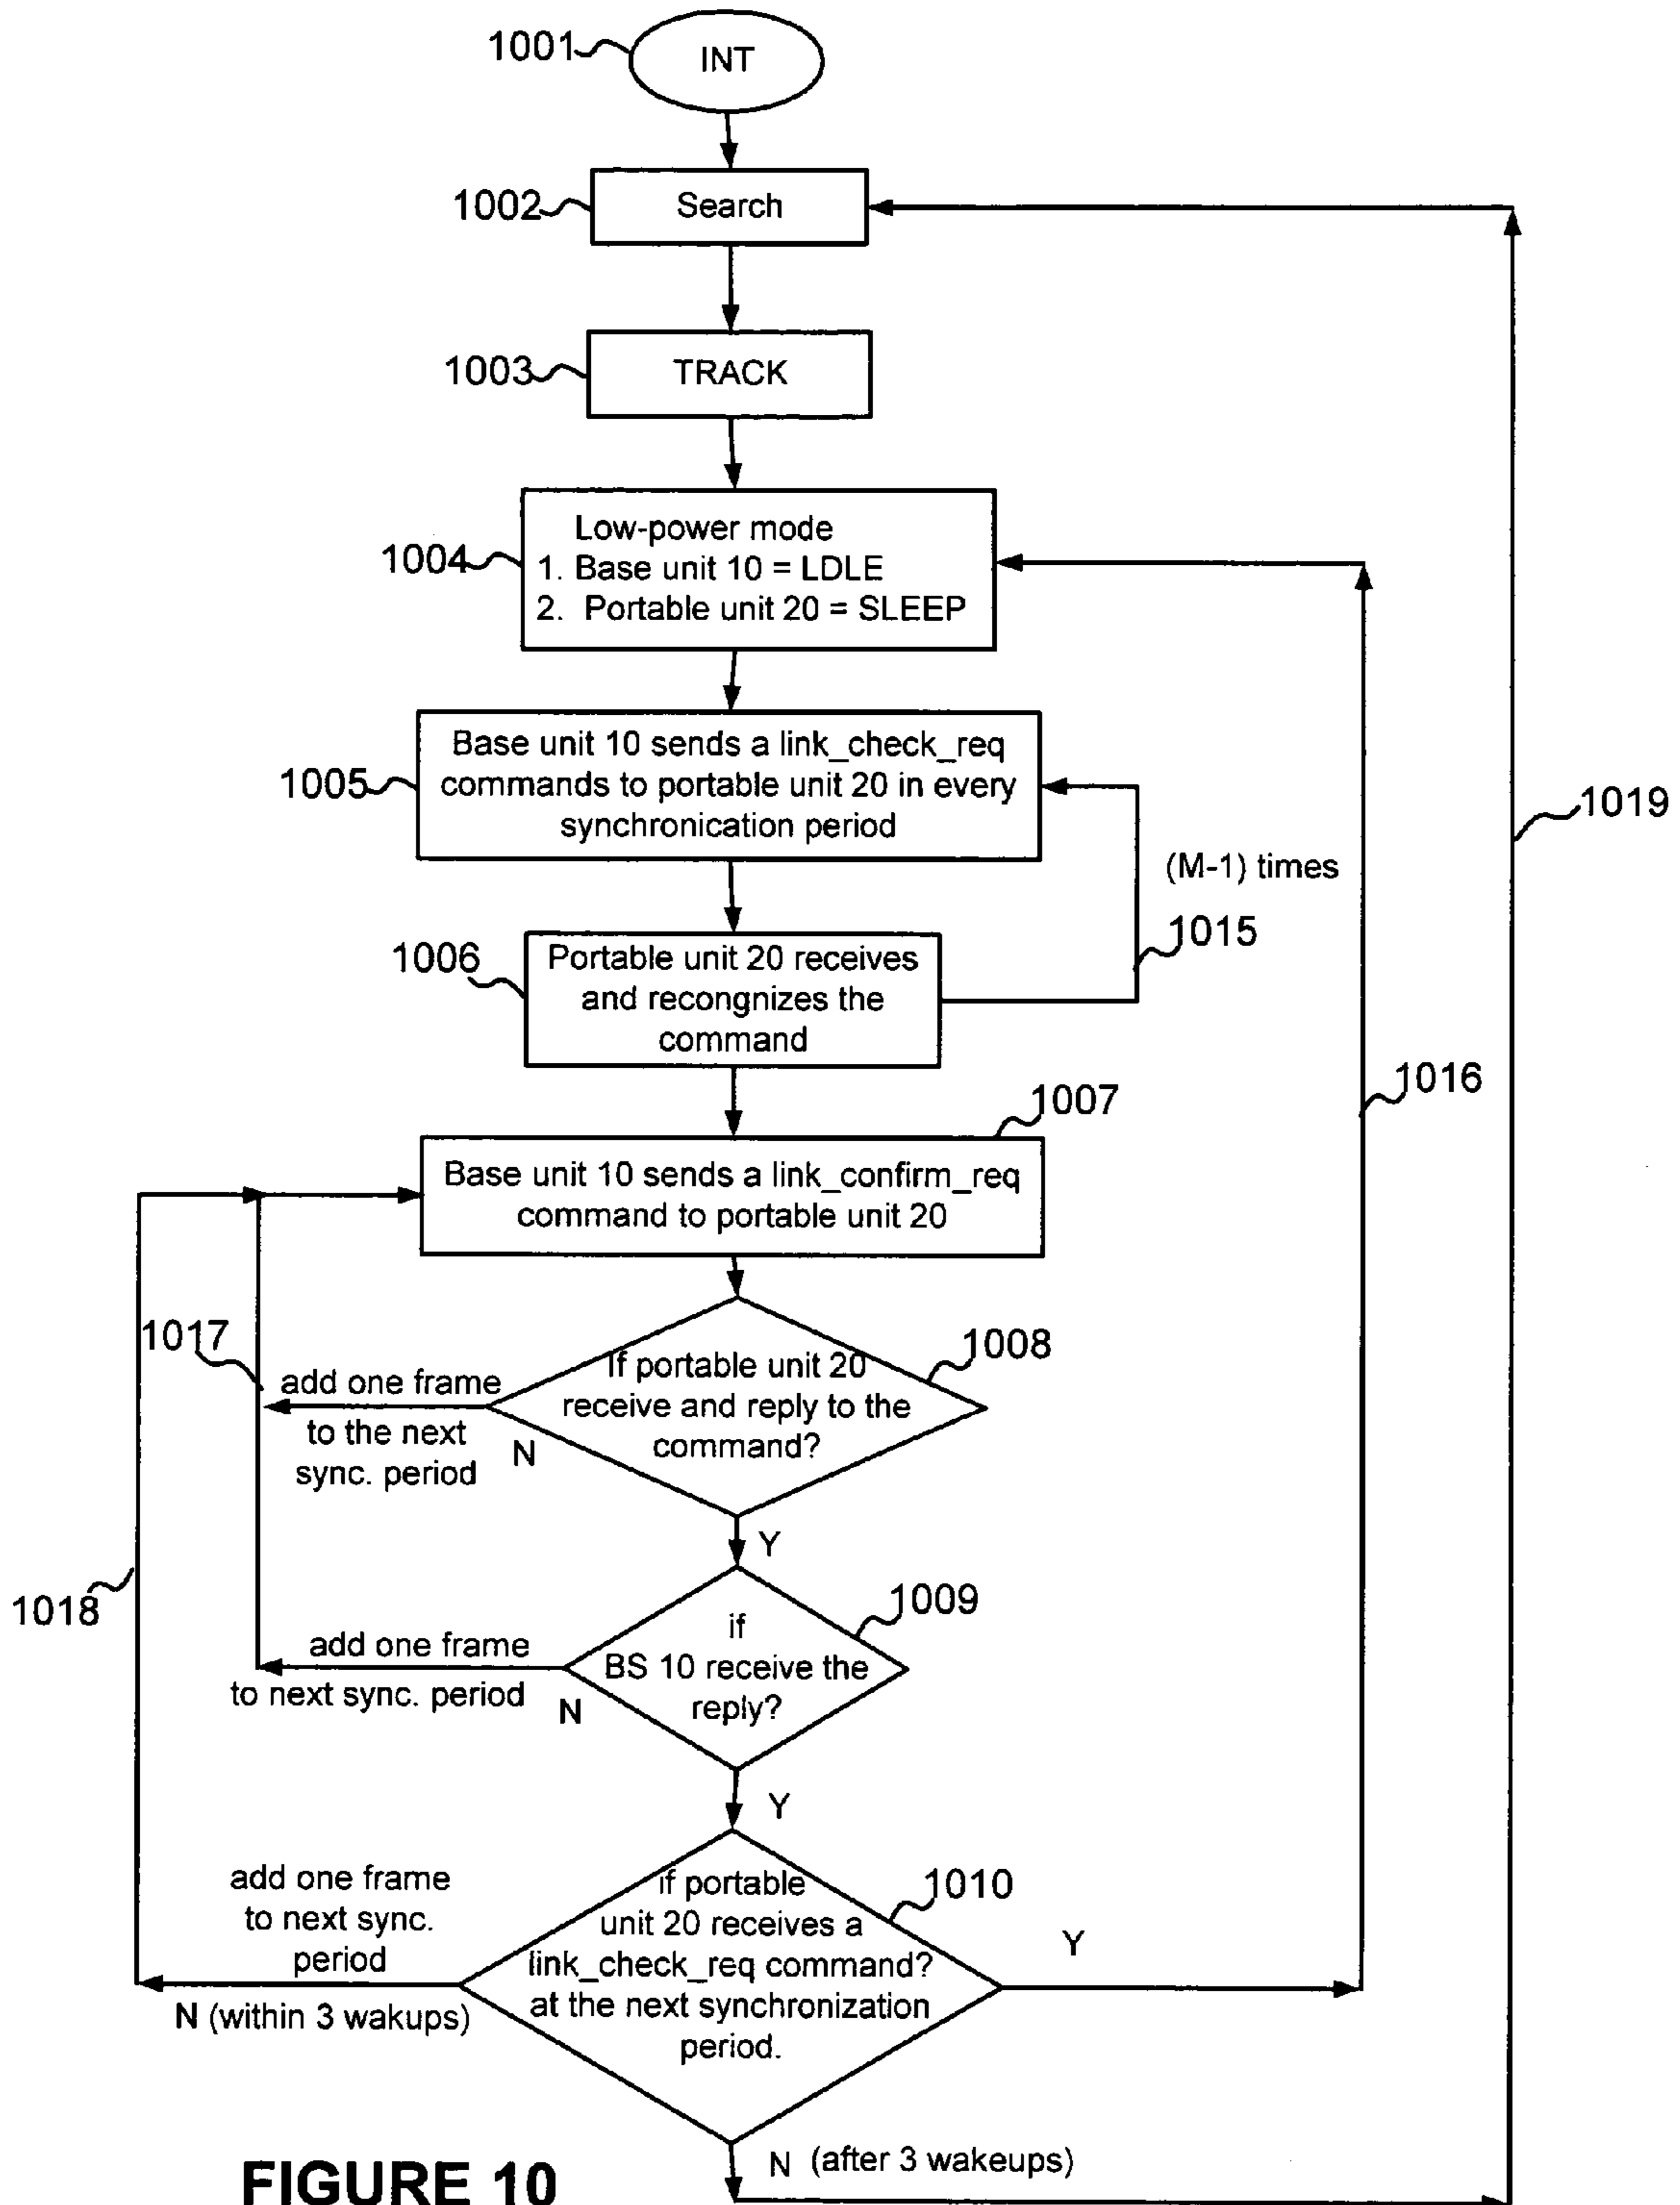 1001
INT
1002
Search
1003
TRACK
1004
Low-power mode
1. Base unit 10 = LDLE
2. Portable unit 20 = SLEEP
1005
Base unit 10 sends a link_check_req
commands to portable unit 20 in every
synchronication period
1019
(M-1) times
1015
1006
Portable unit 20 receives
and recongnizes the
command
1016
1007
Base unit 10 sends a link_confirm_req
command to portable unit 20
1017
1008
If portable unit 20
receive and reply to the
command?
add one frame
to the next
sync. period
N
Y
1018
1009
if
BS 10 receive the
reply?
add one frame
to next sync. period
N
Y
1010
if portable
unit 20 receives a
link_check_req command?
at the next synchronization
period.
add one frame
to next sync.
period
N (within 3 wakups)
Y
N (after 3 wakeups)
FIGURE 10